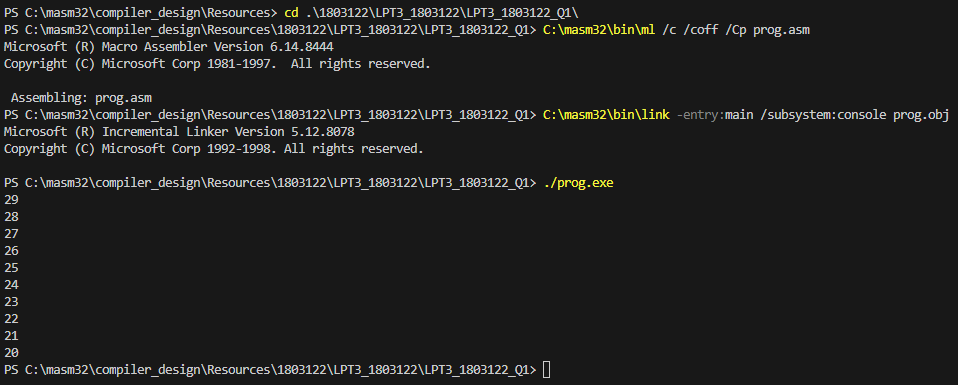 PS C:\masm32\compiler_design\Resources> cd .\1803122\LPT3_1803122\LPT3_1803122_Q1\
PS C:\masm32\compiler_design\Resources\1803122\LPT3_1803122\LPT3_1803122_Q1> C:\masm32\bin\ml /c /coff /Cp prog.asm
Microsoft (R) Macro Assembler Version 6.14.8444
Copyright (C) Microsoft Corp 1981-1997.  All rights reserved.
 Assembling: prog.asm
PS C:\masm32\compiler_design\Resources\1803122\LPT3_1803122\LPT3_1803122_Q1> C:\masm32\bin\link -entry:main /subsystem:console prog.obj
Microsoft (R) Incremental Linker Version 5.12.8078
Copyright (C) Microsoft Corp 1992-1998. All rights reserved.
PS C:\masm32\compiler_design\Resources\1803122\LPT3_1803122\LPT3_1803122_Q1> ./prog.exe
29
28
27
26
25
24
23
22
21
20
PS C:\masm32\compiler_design\Resources\1803122\LPT3_1803122\LPT3_1803122_Q1>